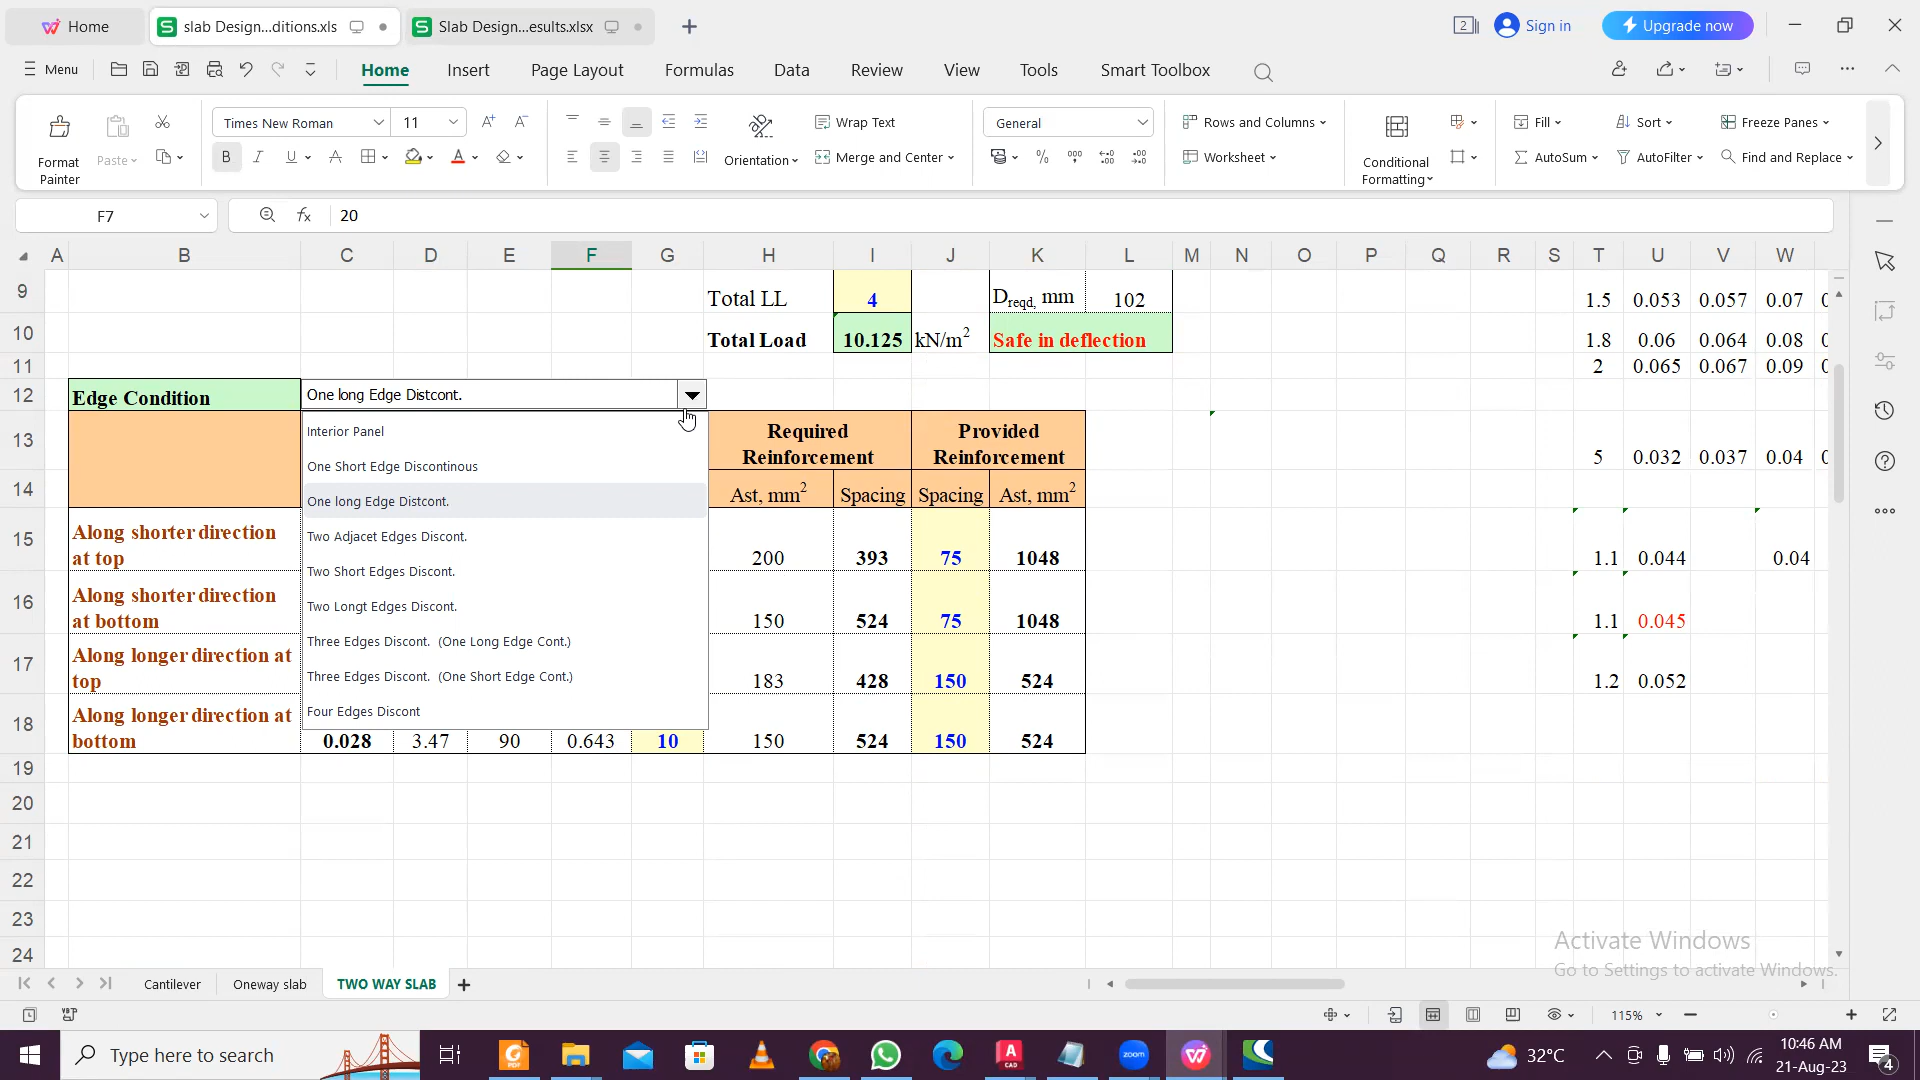 Home
slab Design...ditions.xls
Slab Design...esults.xlsx
2
Sign in
Upgrade now
Menu
Home Insert Page Layout Formulas Data Review View Tools Smart Toolbox
Format Painter
Paste
Times New Roman 11
B I U A
Orientation
Wrap Text
Merge and Center
General
Rows and Columns
Worksheet
Conditional Formatting
Fill
AutoSum
Sort
AutoFilter
Freeze Panes
Find and Replace
F7
fx
20
A B C D E F G H I J K L M N O P Q R S T U V W
9 Total LL 4 Dreqd, mm 102 1.5 0.053 0.057 0.07
10 Total Load 10.125 kN/m2 Safe in deflection 1.8 0.06 0.064 0.08
11 2 0.065 0.067 0.09
12 Edge Condition One long Edge Distcont.
Interior Panel
One Short Edge Discontinous
One long Edge Distcont.
Two Adjacet Edges Discont.
Two Short Edges Discont.
Two Longt Edges Discont.
Three Edges Discont. (One Long Edge Cont.)
Three Edges Discont. (One Short Edge Cont.)
Four Edges Discont
13 Required Reinforcement Provided Reinforcement 5 0.032 0.037 0.04
14 Ast, mm2 Spacing Spacing Ast, mm2
15 Along shorter direction at top 200 393 75 1048 1.1 0.044 0.04
16 Along shorter direction at bottom 150 524 75 1048 1.1 0.045
17 Along longer direction at top 183 428 150 524 1.2 0.052
18 Along longer direction at bottom 0.028 3.47 90 0.643 10 150 524 150 524
19
20
21
22
23
24
Activate Windows
Go to Settings to activate Windows.
Cantilever Oneway slab TWO WAY SLAB
115%
Type here to search
zoom
32°C
10:46 AM
21-Aug-23
4